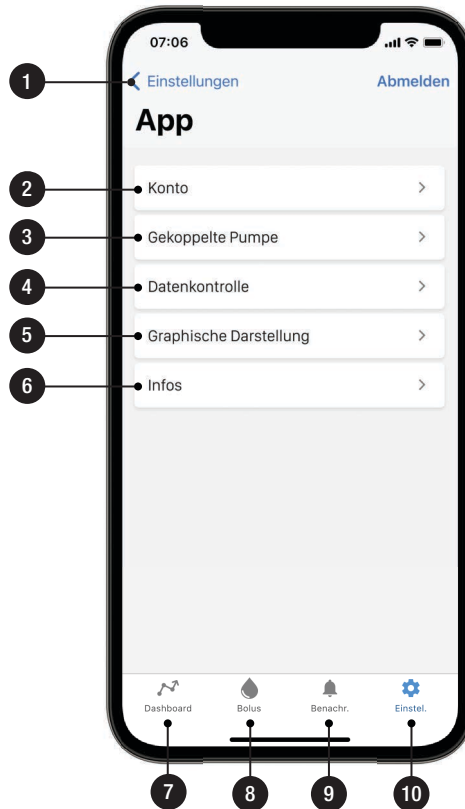 07:06
1
Einstellungen
Abmelden
App
2
Konto
3
Gekoppelte Pumpe
4
Datenkontrolle
5
Graphische Darstellung
6
Infos
Dashboard
Bolus
Benachr.
Einstel.
7
8
9
10